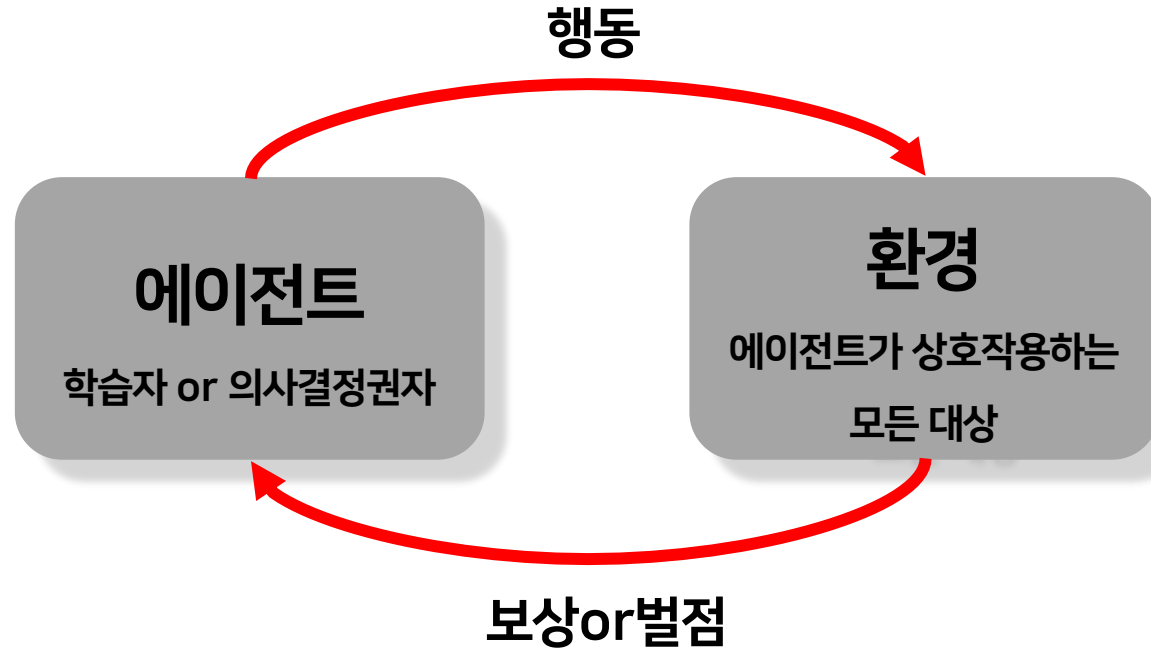 행동
에이전트
학습자 or 의사결정권자
환경
에이전트가 상호작용하는
모든 대상
보상or벌점